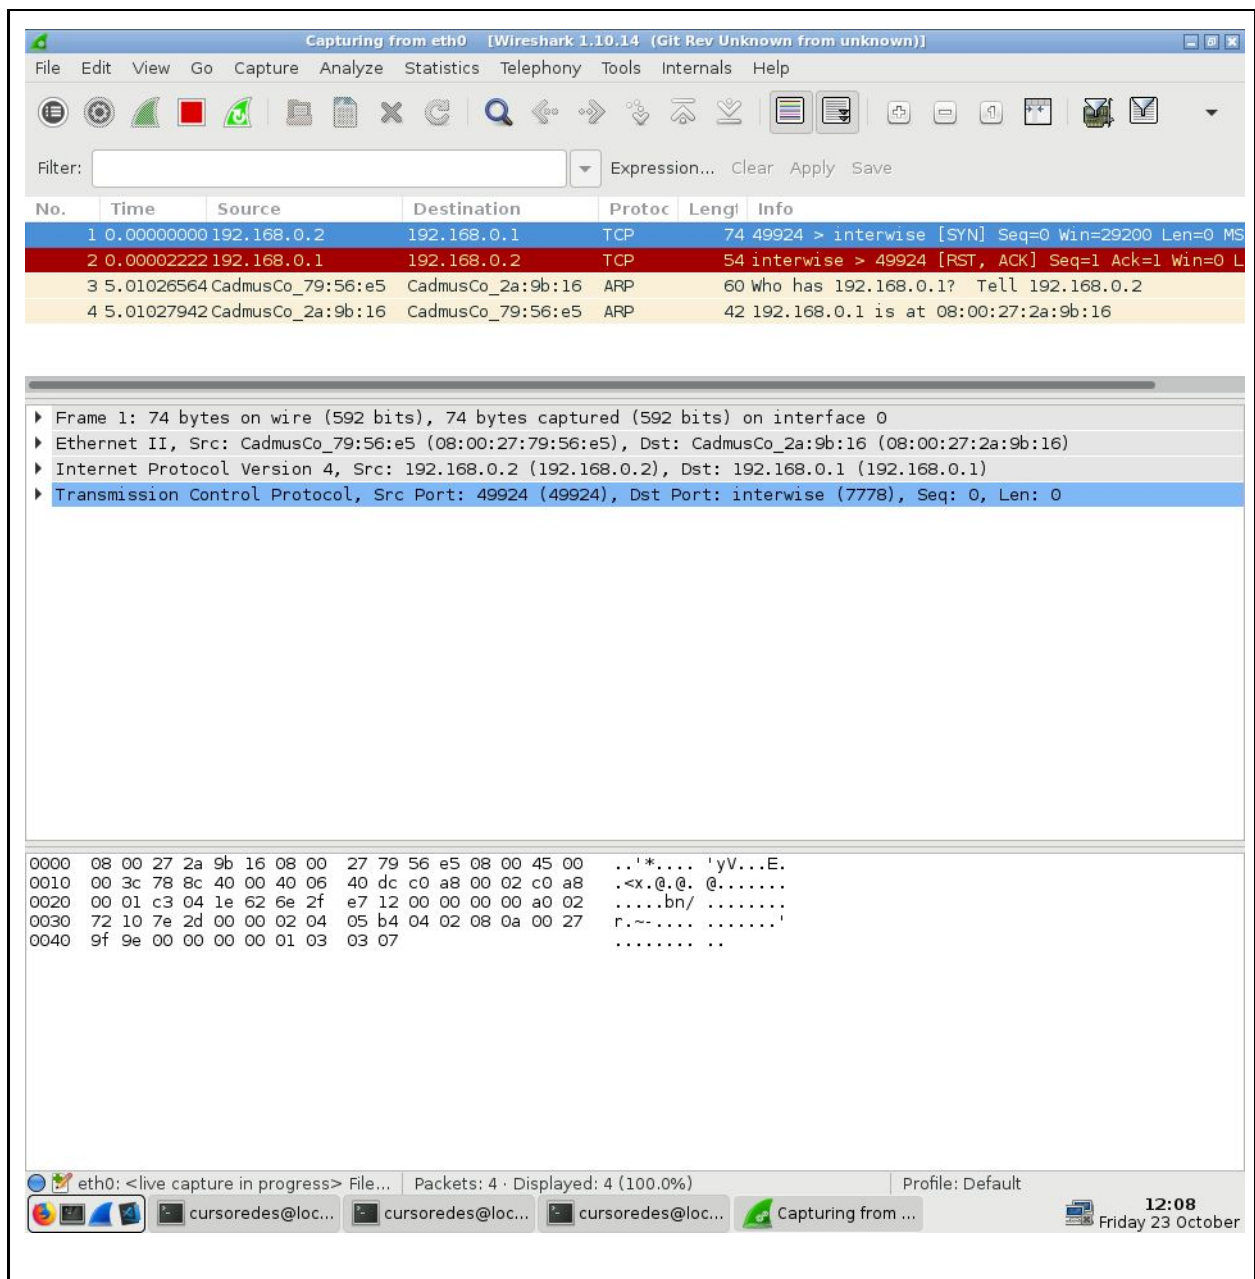 Capturing from eth0 [Wireshark 1.10.14 (Git Rev Unknown from unknown)]
File Edit View Go Capture Analyze Statistics Telephony Tools Internals Help
Filter: Expression... Clear Apply Save
No. Time Source Destination Protoc Lengt Info
1 0.00000000 192.168.0.2 192.168.0.1 TCP 74 49924 > interwise [SYN] Seq=0 Win=29200 Len=0 MS
2 0.00002222 192.168.0.1 192.168.0.2 TCP 54 interwise > 49924 [RST, ACK] Seq=1 Ack=1 Win=0 L
3 5.01026564 CadmusCo_79:56:e5 CadmusCo_2a:9b:16 ARP 60 Who has 192.168.0.1? Tell 192.168.0.2
4 5.01027942 CadmusCo_2a:9b:16 CadmusCo_79:56:e5 ARP 42 192.168.0.1 is at 08:00:27:2a:9b:16
Frame 1: 74 bytes on wire (592 bits), 74 bytes captured (592 bits) on interface 0
Ethernet II, Src: CadmusCo_79:56:e5 (08:00:27:79:56:e5), Dst: CadmusCo_2a:9b:16 (08:00:27:2a:9b:16)
Internet Protocol Version 4, Src: 192.168.0.2 (192.168.0.2), Dst: 192.168.0.1 (192.168.0.1)
Transmission Control Protocol, Src Port: 49924 (49924), Dst Port: interwise (7778), Seq: 0, Len: 0
0000 08 00 27 2a 9b 16 08 00 27 79 56 e5 08 00 45 00 ..'*.... 'yV...E.
0010 00 3c 78 8c 40 00 40 06 40 dc c0 a8 00 02 c0 a8 .<x.@.@. @.......
0020 00 01 c3 04 1e 62 6e 2f e7 12 00 00 00 00 a0 02 .....bn/ ........
0030 72 10 7e 2d 00 00 02 04 05 b4 04 02 08 0a 00 27 r.~-.... .......'
0040 9f 9e 00 00 00 00 01 03 03 07 ........ ..
eth0: <live capture in progress> File... Packets: 4 · Displayed: 4 (100.0%) Profile: Default
cursoredes@loc... cursoredes@loc... cursoredes@loc... Capturing from ... 12:08
Friday 23 October